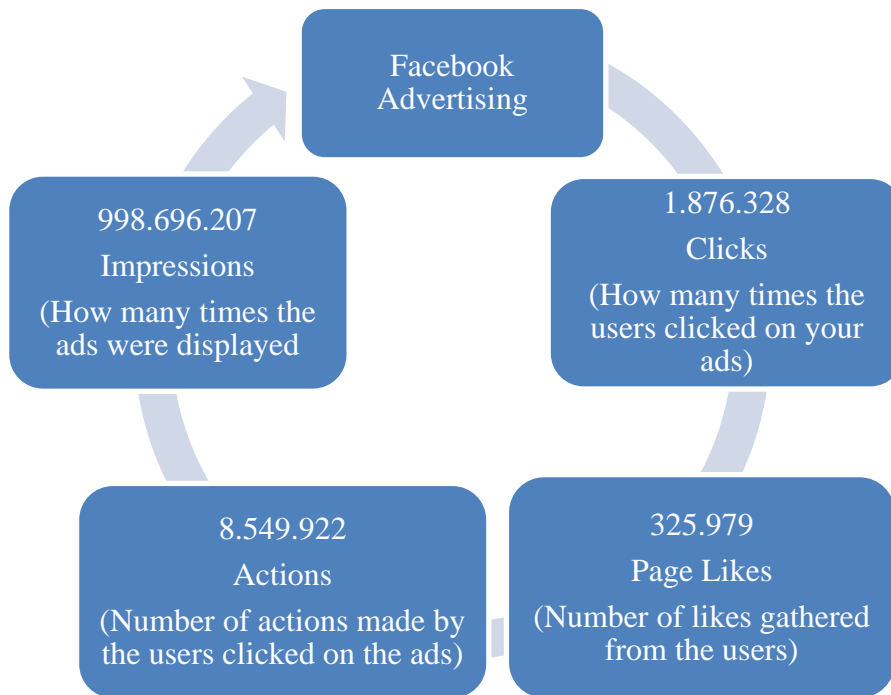 Facebook
Advertising
1.876.328
Clicks
(How many times the
users clicked on your
ads)
325.979
Page Likes
(Number of likes gathered
from the users)
8.549.922
Actions
(Number of actions made by
the users clicked on the ads)
998.696.207
Impressions
(How many times the
ads were displayed